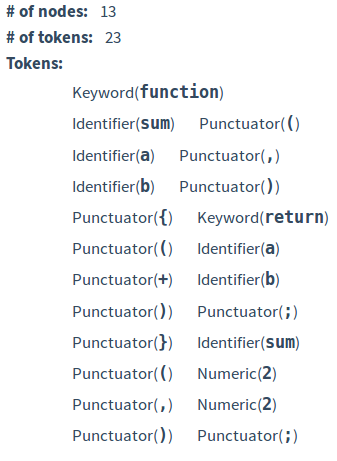 # of nodes: 13
# of tokens: 23
Tokens:
Keyword(function)
Identifier(sum) Punctuator(()
Identifier(a) Punctuator(,)
Identifier(b) Punctuator())
Punctuator({) Keyword(return)
Punctuator(() Identifier(a)
Punctuator(+) Identifier(b)
Punctuator()) Punctuator(;)
Punctuator(}) Identifier(sum)
Punctuator(() Numeric(2)
Punctuator(,) Numeric(2)
Punctuator()) Punctuator(;)